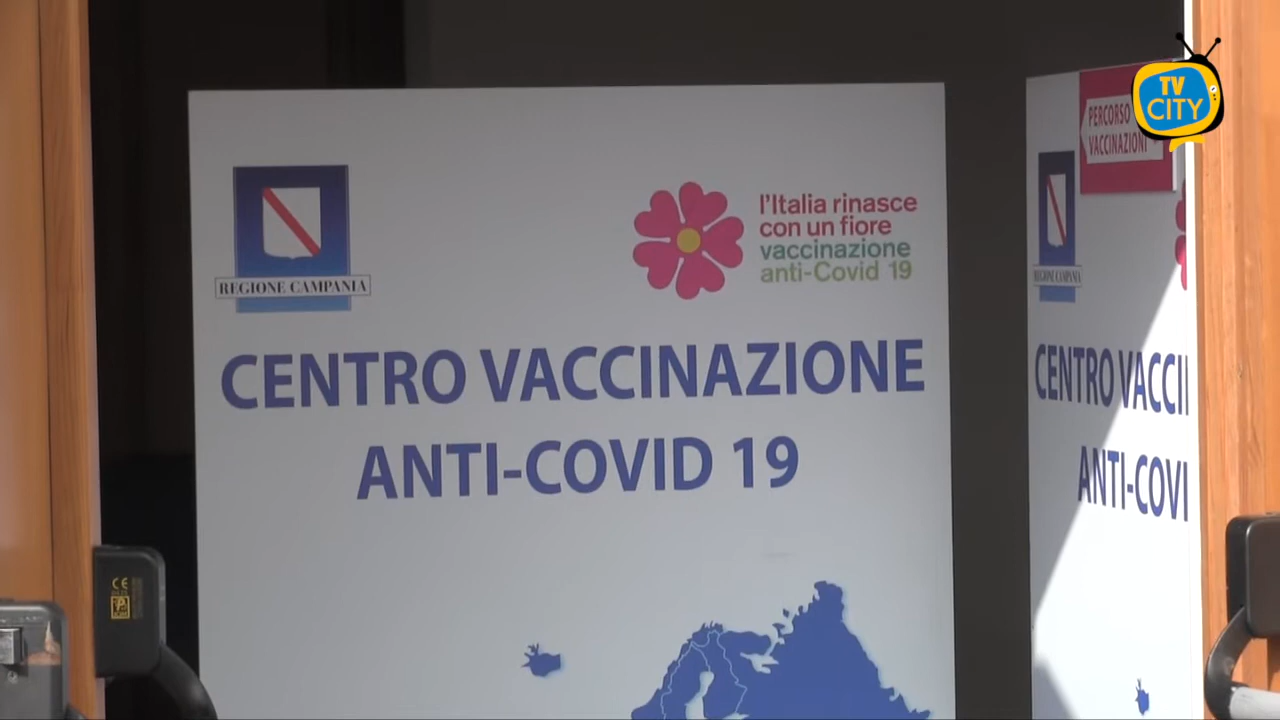 TV
CITY
PERCORSO
VACCINAZIONI
REGIONE CAMPANIA
l'Italia rinasce
con un fiore
vaccinazione
anti-Covid 19
CENTRO VACCINAZIONE
ANTI-COVID 19
REGIONE CAMPANIA
CENTRO VACCI
ANTI-COVI
CE